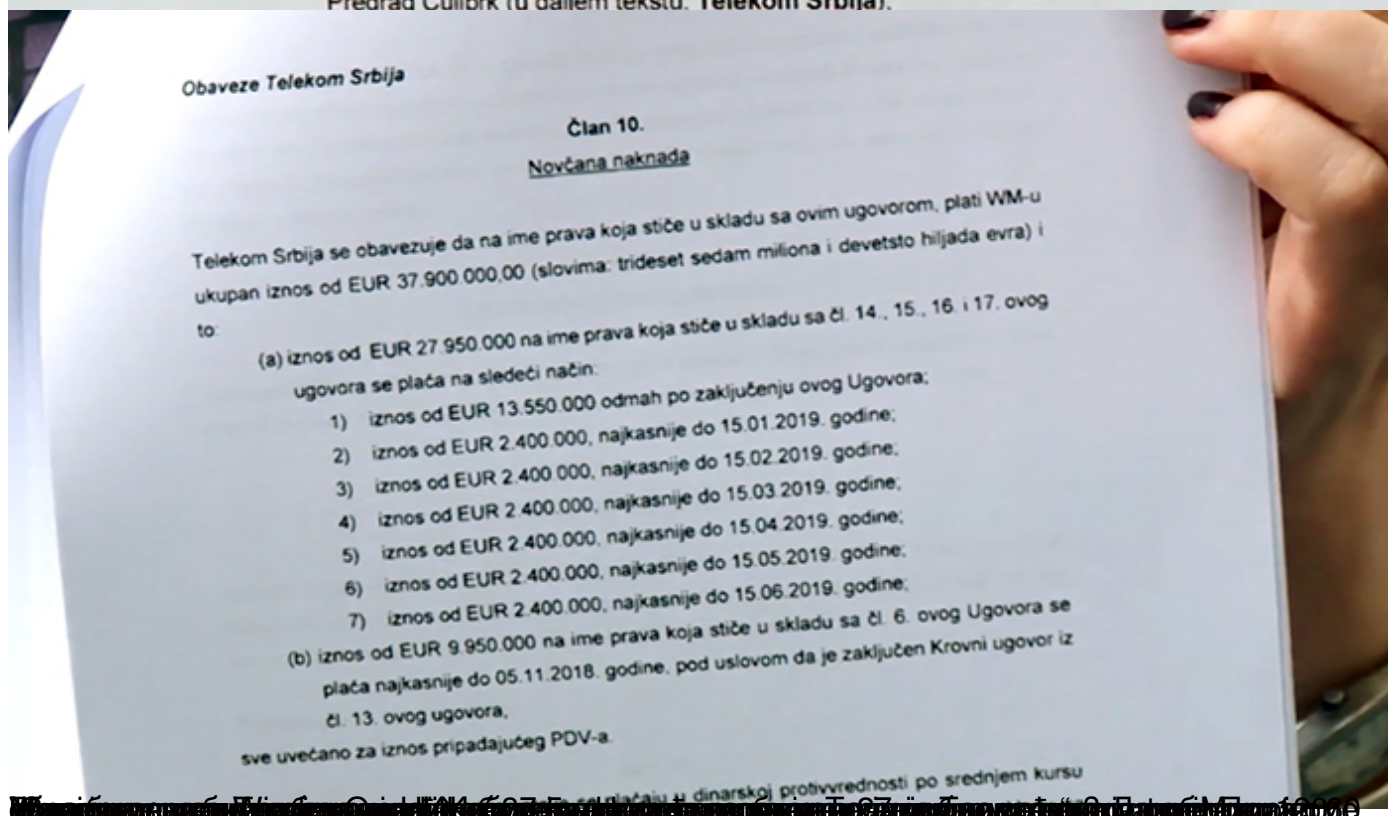 Predrag Ćulibrk (u daljem tekstu: Telekom Srbija).
Obaveze Telekom Srbija
Član 10.
Novčana naknada
Telekom Srbija se obavezuje da na ime prava koja stiče u skladu sa ovim ugovorom, plati WM-u
ukupan iznos od EUR 37.900.000,00 (slovima: trideset sedam miliona i devetsto hiljada evra) i
to:
(a) iznos od EUR 27.950.000 na ime prava koja stiče u skladu sa čl. 14., 15., 16. i 17. ovog
ugovora se plaća na sledeći način:
1) iznos od EUR 13.550.000 odmah po zaključenju ovog Ugovora;
2) iznos od EUR 2.400.000, najkasnije do 15.01.2019. godine;
3) iznos od EUR 2.400.000, najkasnije do 15.02.2019. godine;
4) iznos od EUR 2.400.000, najkasnije do 15.03.2019. godine;
5) iznos od EUR 2.400.000, najkasnije do 15.04.2019. godine;
6) iznos od EUR 2.400.000, najkasnije do 15.05.2019. godine;
7) iznos od EUR 2.400.000, najkasnije do 15.06.2019. godine;
(b) iznos od EUR 9.950.000 na ime prava koja stiče u skladu sa čl. 6. ovog Ugovora se
plaća najkasnije do 05.11.2018. godine, pod uslovom da je zaključen Krovni ugovor iz
čl. 13. ovog ugovora,
sve uvećano za iznos pripadajućeg PDV-a.
se plaćaju u dinarskoj protivvrednosti po srednjem kursu